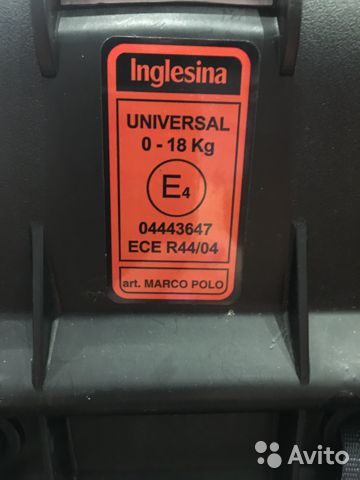 Inglesina
UNIVERSAL
0 - 18 Kg
E4
04443647
ECE R44/04
art. MARCO POLO
Avito